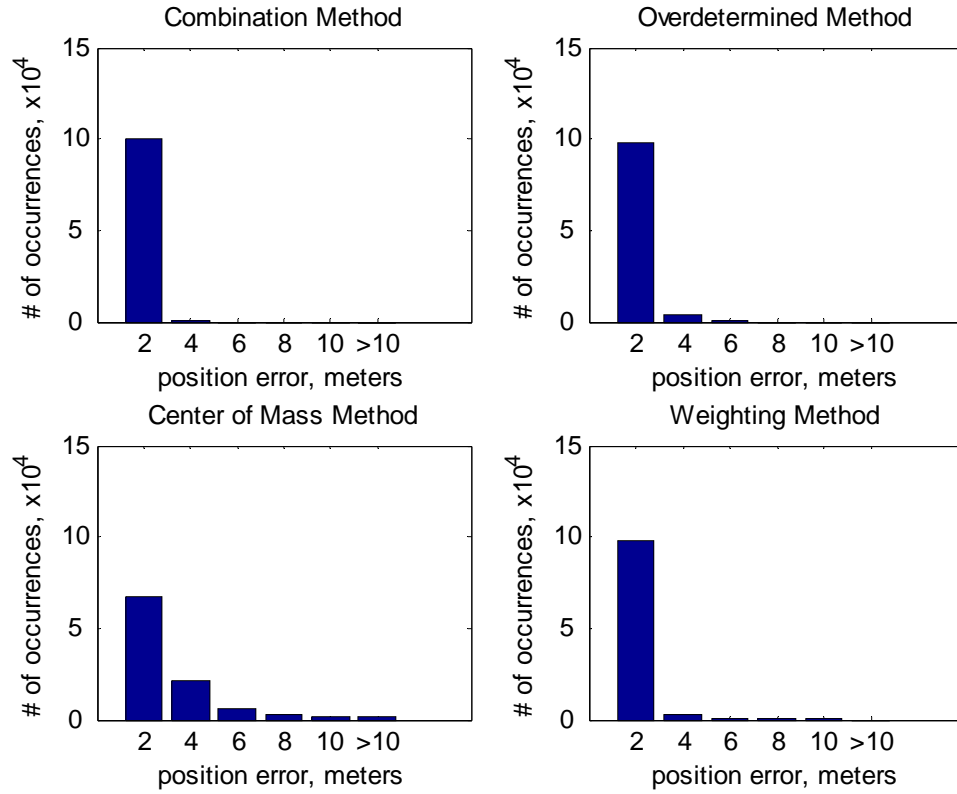 Combination Method
# of occurrences, x10^4
15
10
5
0
2 4 6 8 10 >10
position error, meters
Overdetermined Method
# of occurrences, x10^4
15
10
5
0
2 4 6 8 10 >10
position error, meters
Center of Mass Method
# of occurrences, x10^4
15
10
5
0
2 4 6 8 10 >10
position error, meters
Weighting Method
# of occurrences, x10^4
15
10
5
0
2 4 6 8 10 >10
position error, meters